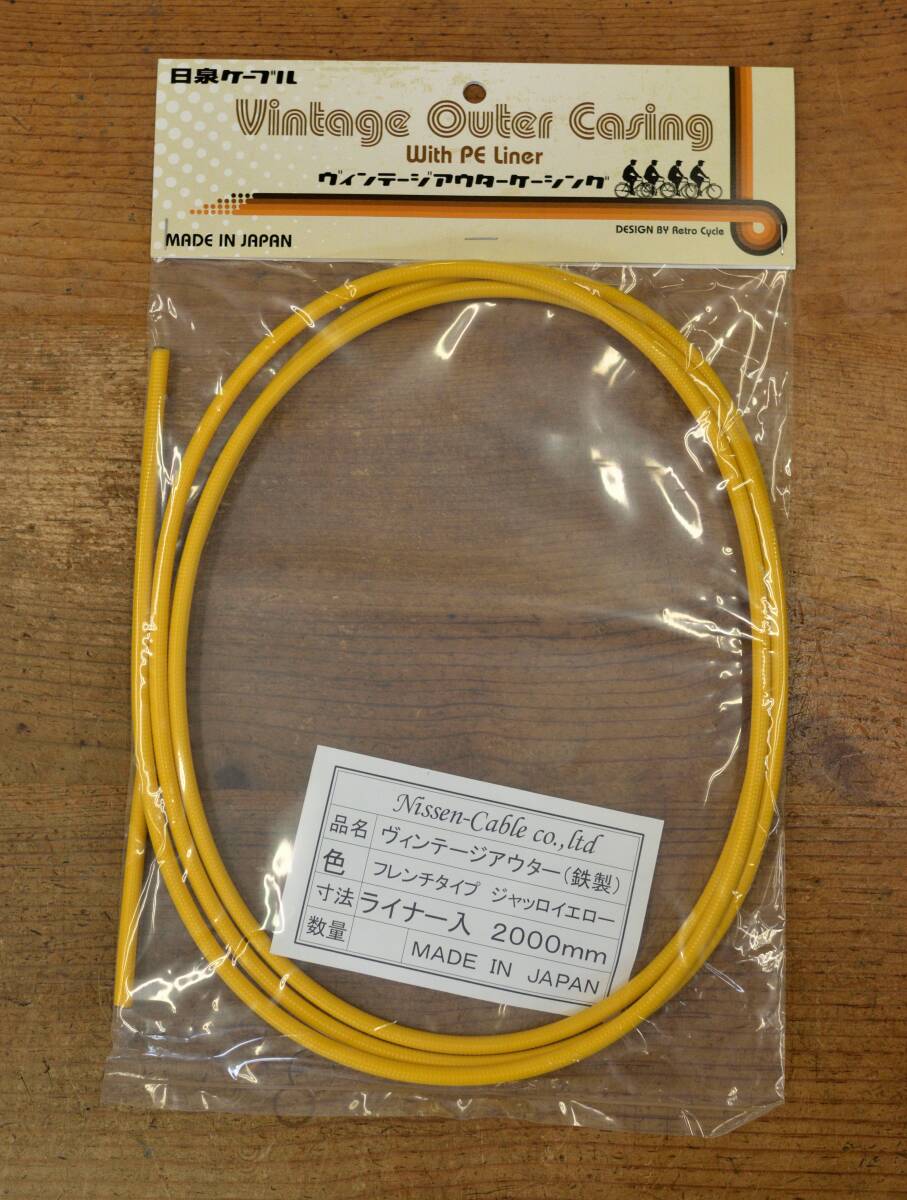 日泉ケーブル
Vintage Outer Casing
With PE Liner
ヴィンテージアウターケーシング
MADE IN JAPAN
DESIGN BY Retro Cycle
Nissen-Cable co.,ltd
品名 ヴィンテージアウター(鉄製)
色 フレンチタイプ ジャッロイエロー
寸法 ライナー入 2000mm
数量 MADE IN JAPAN